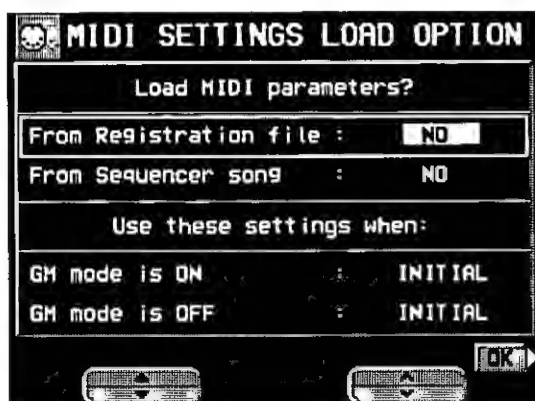 MIDI SETTINGS LOAD OPTION
Load MIDI parameters?
From Registration file : NO
From Sequencer song : NO
Use these settings when:
GM mode is ON : INITIAL
GM mode is OFF : INITIAL
OK